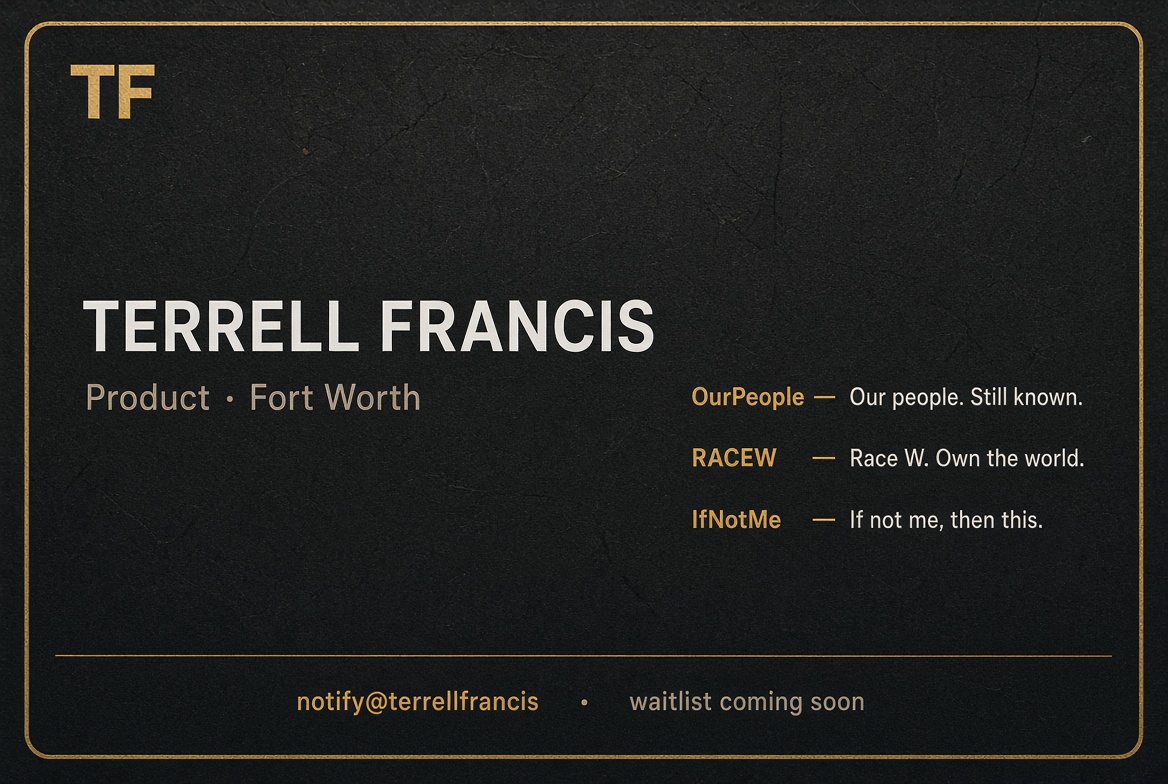 TF
TERRELL FRANCIS
Product · Fort Worth
OurPeople — Our people. Still known.
RACEW — Race W. Own the world.
IfNotMe — If not me, then this.
notify@terrellfrancis · waitlist coming soon